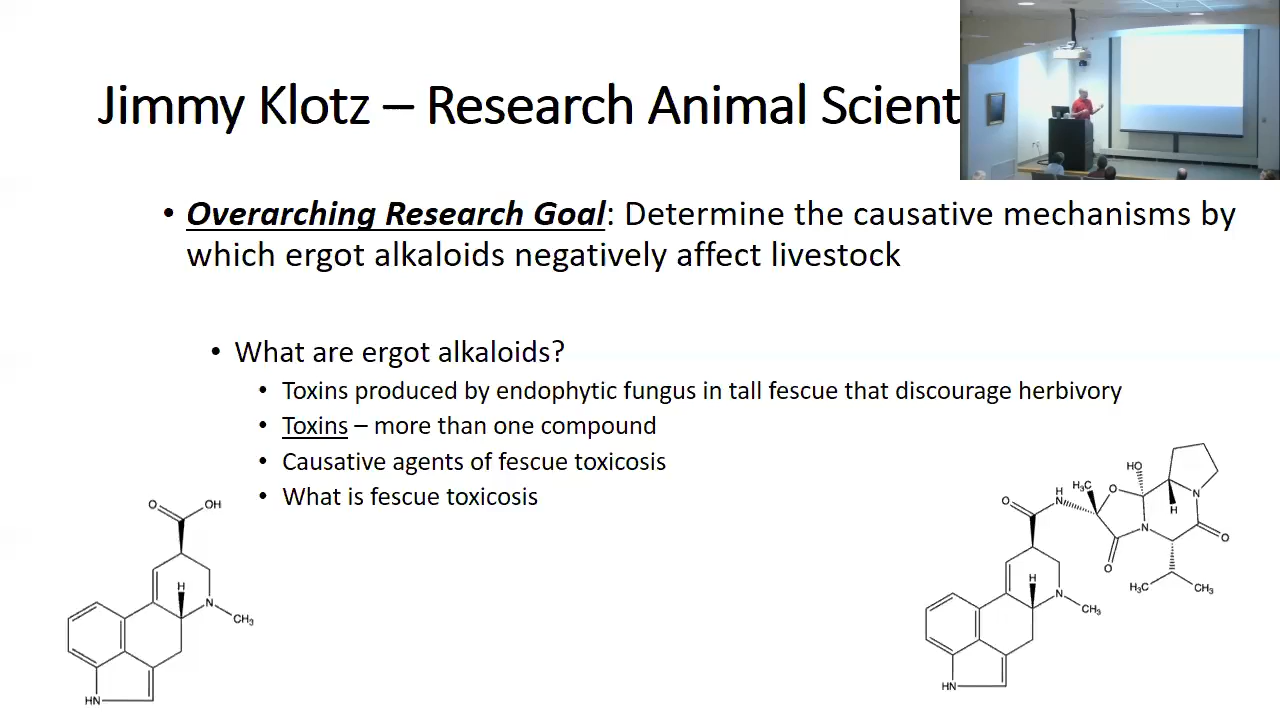 Jimmy Klotz – Research Animal Scient
• Overarching Research Goal: Determine the causative mechanisms by
which ergot alkaloids negatively affect livestock
• What are ergot alkaloids?
• Toxins produced by endophytic fungus in tall fescue that discourage herbivory
• Toxins – more than one compound
• Causative agents of fescue toxicosis
• What is fescue toxicosis
O OH
H
N
CH₃
HN
HO
H₃C
O
H
N
O
N
H
N
O
O
H₃C CH₃
H
N
CH₃
HN